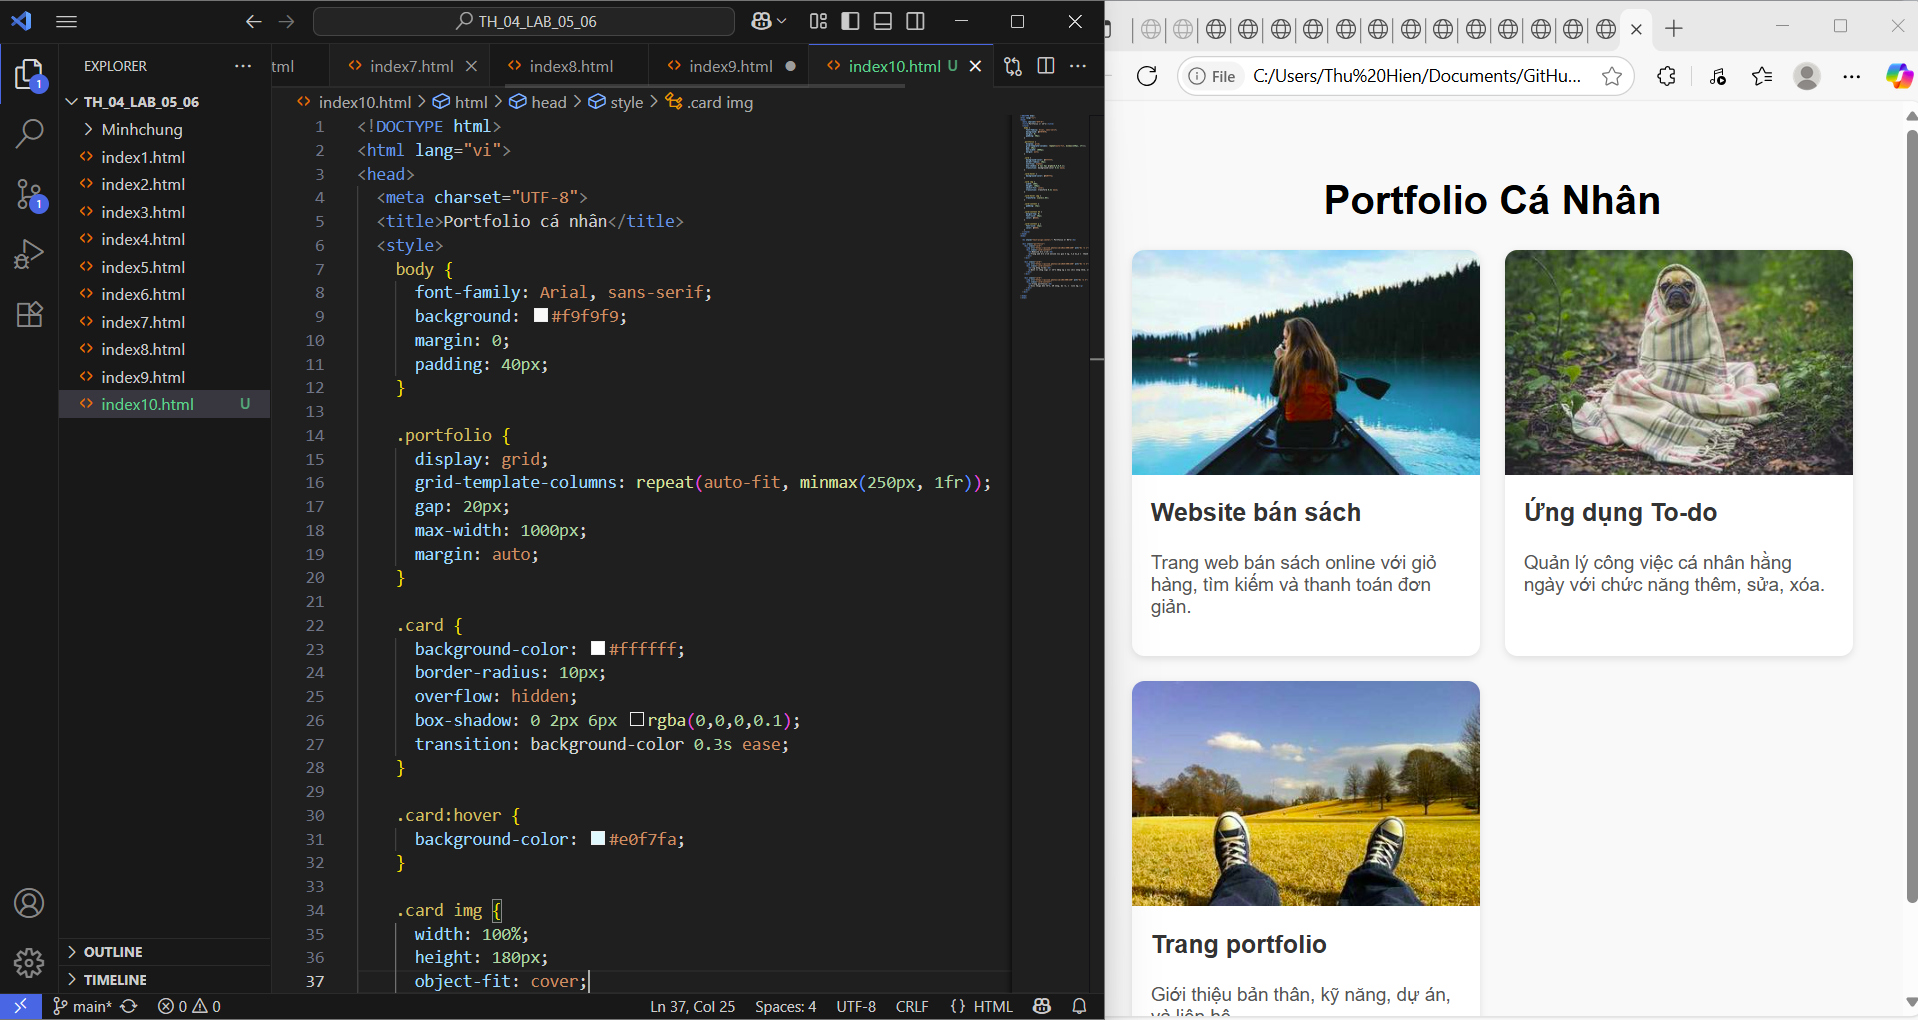 TH_04_LAB_05_06
EXPLORER
TH_04_LAB_05_06
Minhchung
index1.html
index2.html
index3.html
index4.html
index5.html
index6.html
index7.html
index8.html
index9.html
index10.html U
OUTLINE
TIMELINE
tml
index7.html
index8.html
index9.html
index10.html U
index10.html > html > head > style > .card img
1 <!DOCTYPE html>
2 <html lang="vi">
3 <head>
4 <meta charset="UTF-8">
5 <title>Portfolio cá nhân</title>
6 <style>
7 body {
8 font-family: Arial, sans-serif;
9 background: #f9f9f9;
10 margin: 0;
11 padding: 40px;
12 }
13
14 .portfolio {
15 display: grid;
16 grid-template-columns: repeat(auto-fit, minmax(250px, 1fr));
17 gap: 20px;
18 max-width: 1000px;
19 margin: auto;
20 }
21
22 .card {
23 background-color: #ffffff;
24 border-radius: 10px;
25 overflow: hidden;
26 box-shadow: 0 2px 6px rgba(0,0,0,0.1);
27 transition: background-color 0.3s ease;
28 }
29
30 .card:hover {
31 background-color: #e0f7fa;
32 }
33
34 .card img {
35 width: 100%;
36 height: 180px;
37 object-fit: cover;
main* 0 0 Ln 37, Col 25 Spaces: 4 UTF-8 CRLF {} HTML
1
1
File C:/Users/Thu%20Hien/Documents/GitHu...
Portfolio Cá Nhân
Website bán sách
Trang web bán sách online với giỏ
hàng, tìm kiếm và thanh toán đơn
giản.
Ứng dụng To-do
Quản lý công việc cá nhân hằng
ngày với chức năng thêm, sửa, xóa.
Trang portfolio
Giới thiệu bản thân, kỹ năng, dự án,
và liên hệ